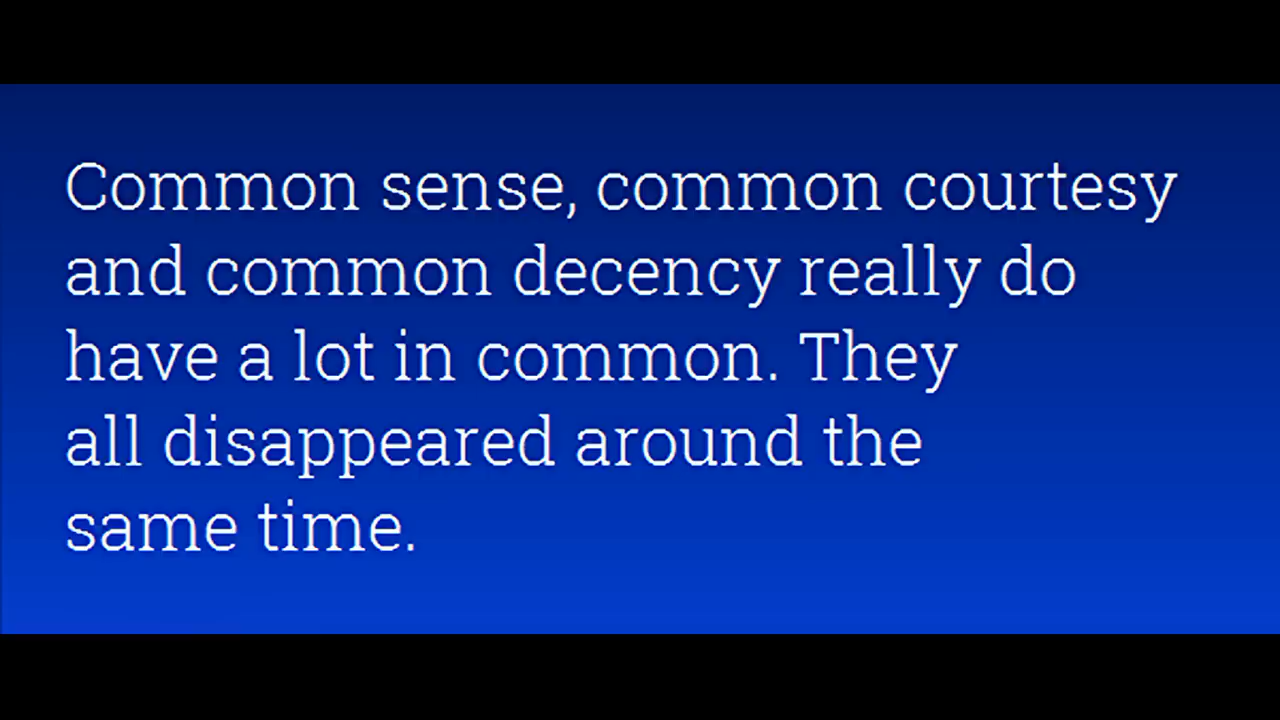 Common sense, common courtesy
and common decency really do
have a lot in common. They
all disappeared around the
same time.